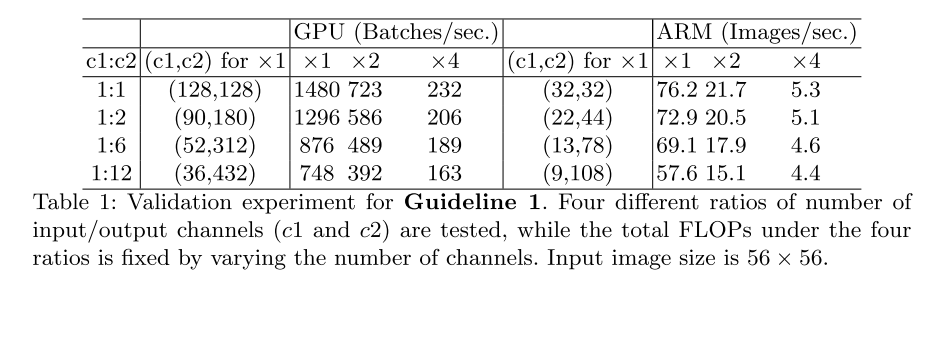 GPU (Batches/sec.) ARM (Images/sec.)
c1:c2 (c1,c2) for ×1 ×1 ×2 ×4 (c1,c2) for ×1 ×1 ×2 ×4
1:1 (128,128) 1480 723 232 (32,32) 76.2 21.7 5.3
1:2 (90,180) 1296 586 206 (22,44) 72.9 20.5 5.1
1:6 (52,312) 876 489 189 (13,78) 69.1 17.9 4.6
1:12 (36,432) 748 392 163 (9,108) 57.6 15.1 4.4
Table 1: Validation experiment for Guideline 1. Four different ratios of number of
input/output channels (c1 and c2) are tested, while the total FLOPs under the four
ratios is fixed by varying the number of channels. Input image size is 56 × 56.